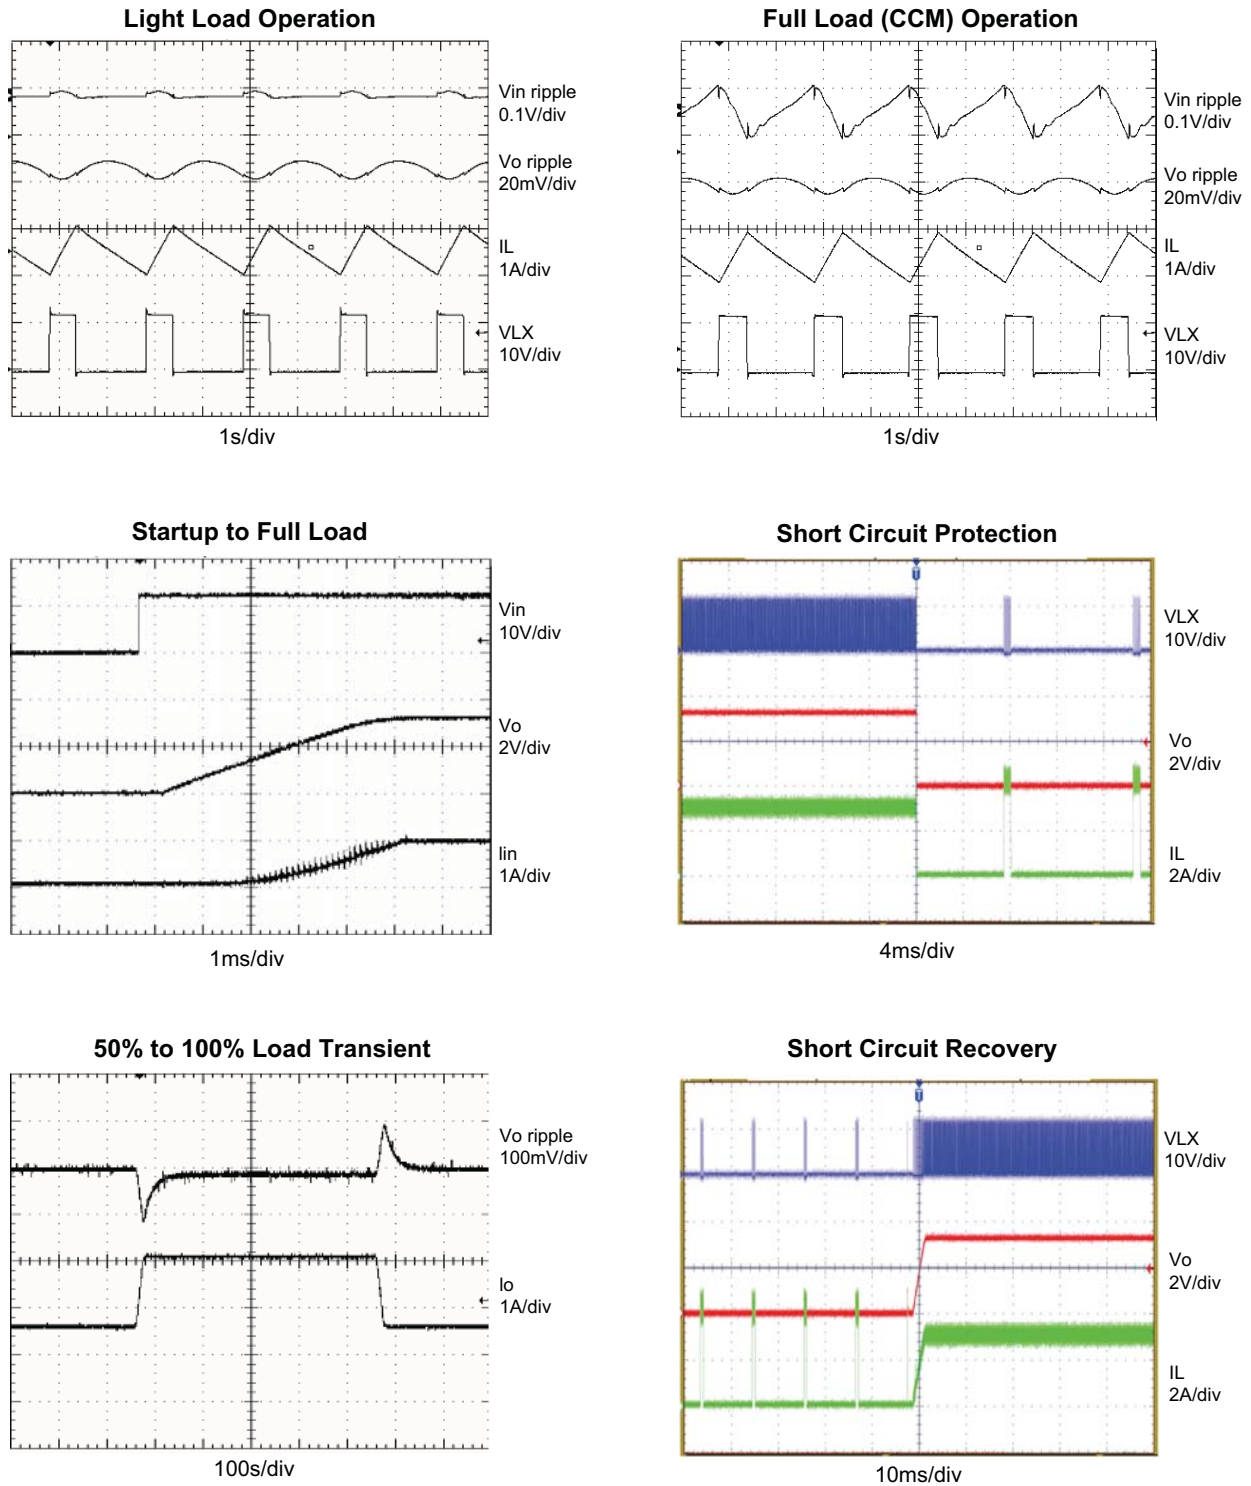 Light Load Operation
Vin ripple
0.1V/div
Vo ripple
20mV/div
IL
1A/div
VLX
10V/div
1s/div
Full Load (CCM) Operation
Vin ripple
0.1V/div
Vo ripple
20mV/div
IL
1A/div
VLX
10V/div
1s/div
Startup to Full Load
Vin
10V/div
Vo
2V/div
Iin
1A/div
1ms/div
Short Circuit Protection
VLX
10V/div
Vo
2V/div
IL
2A/div
4ms/div
50% to 100% Load Transient
Vo ripple
100mV/div
Io
1A/div
100s/div
Short Circuit Recovery
VLX
10V/div
Vo
2V/div
IL
2A/div
10ms/div